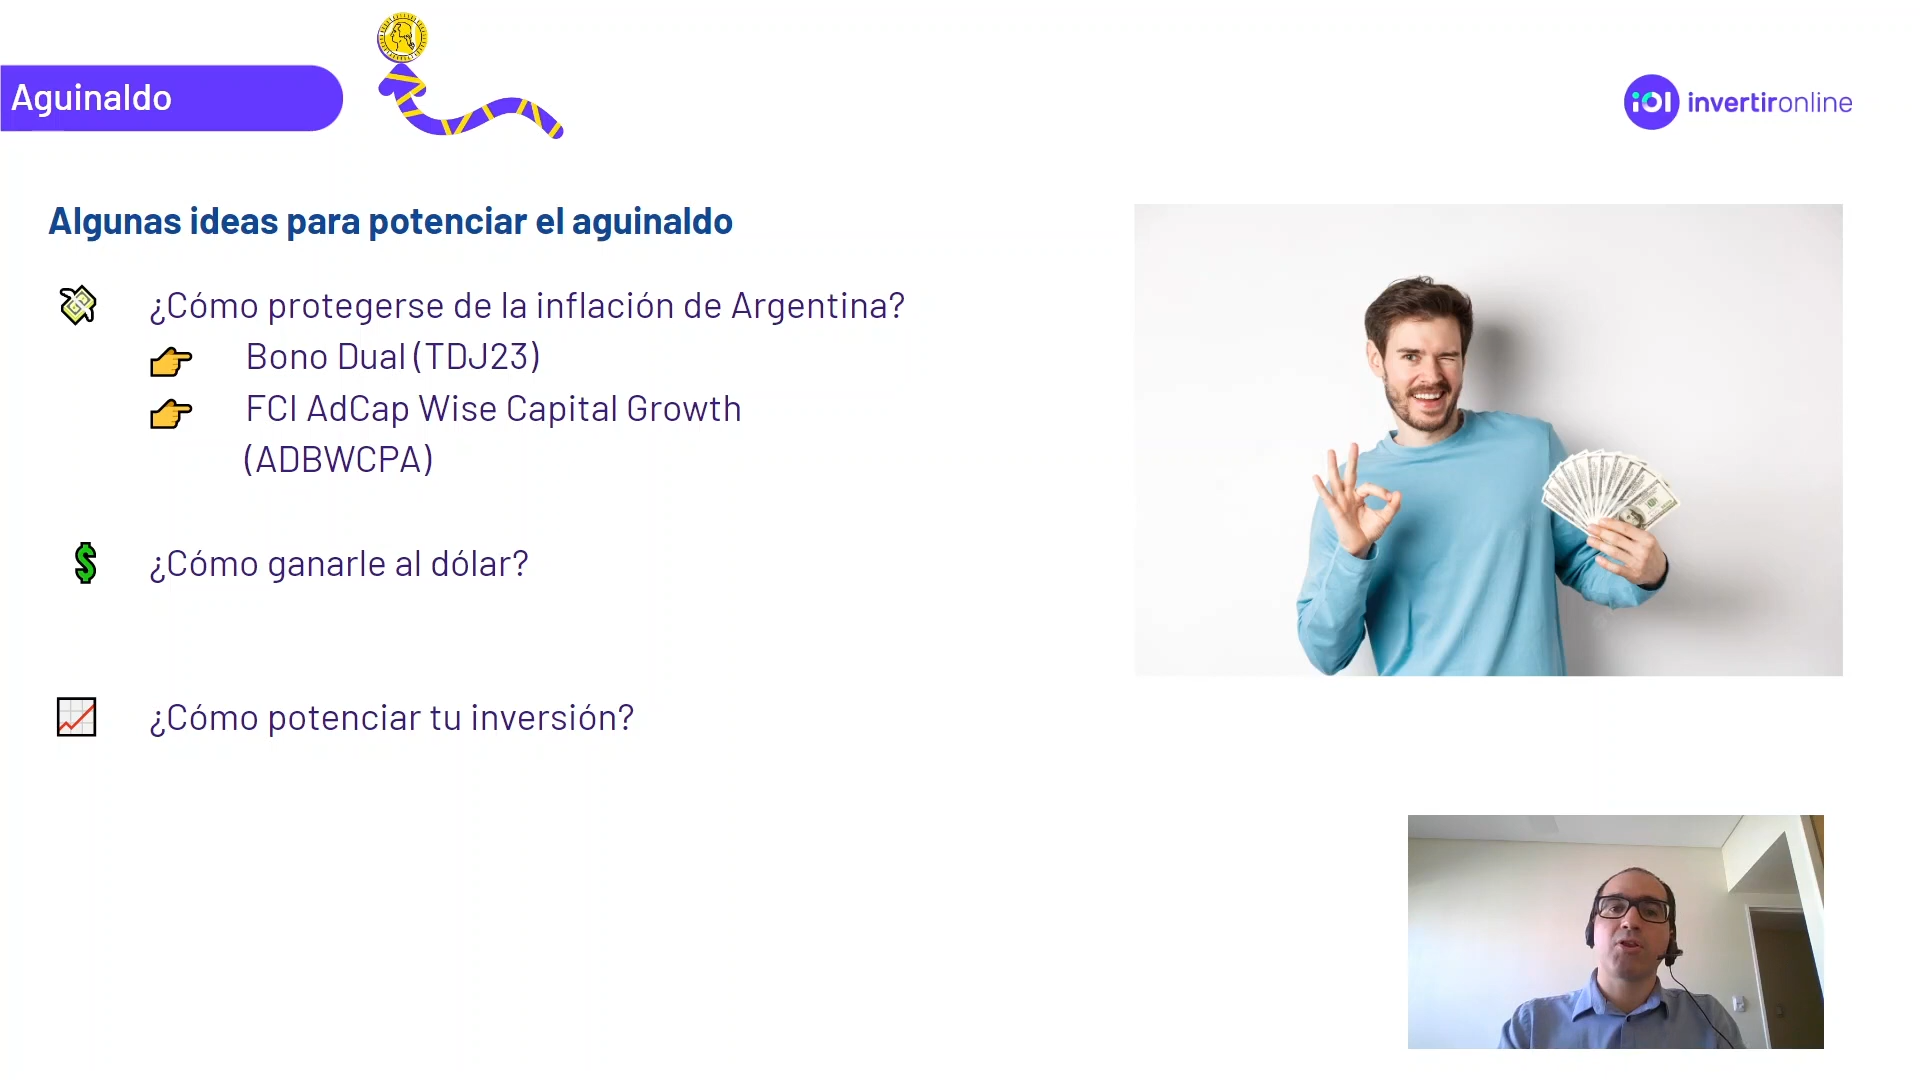 Aguinaldo
iOl invertironline
Algunas ideas para potenciar el aguinaldo
¿Cómo protegerse de la inflación de Argentina?
Bono Dual (TDJ23)
FCI AdCap Wise Capital Growth
(ADBWCPA)
¿Cómo ganarle al dólar?
¿Cómo potenciar tu inversión?